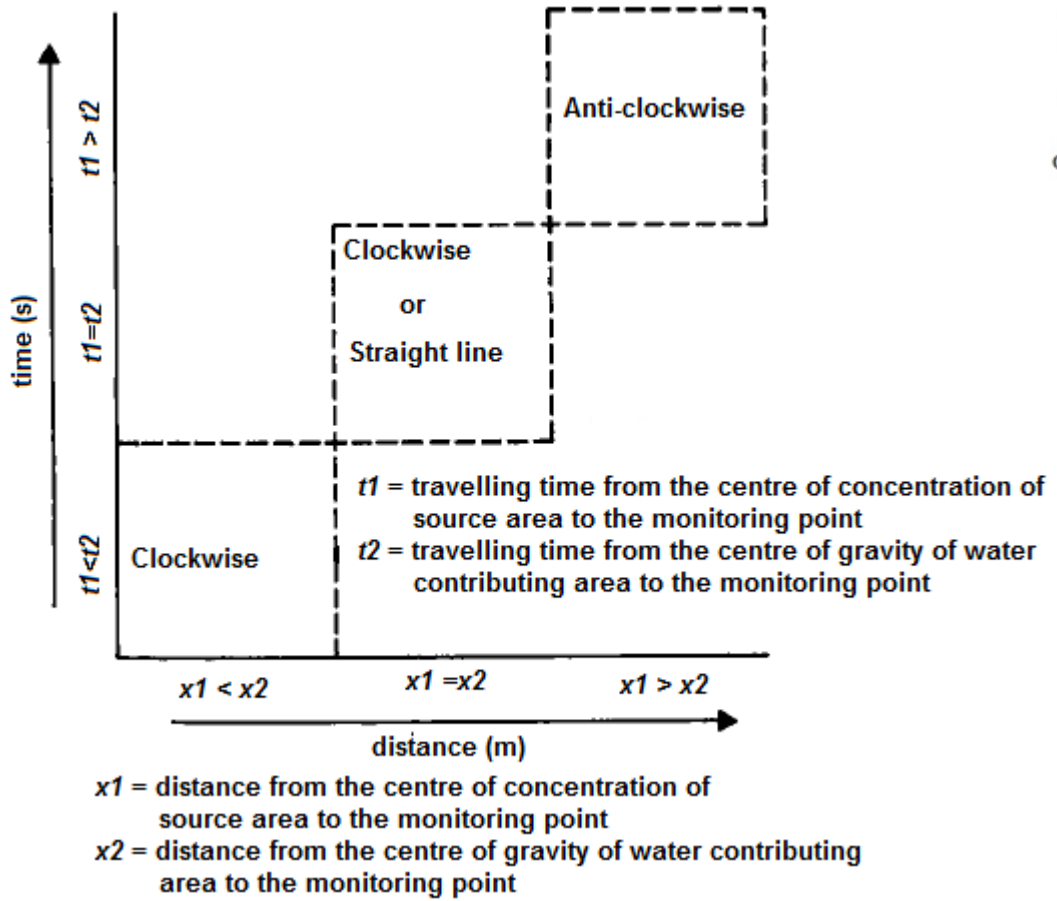 Anti-clockwise
t1 > t2
Clockwise
or
Straight line
t1=t2
time (s)
Clockwise
t1<t2
t1 = travelling time from the centre of concentration of
source area to the monitoring point
t2 = travelling time from the centre of gravity of water
contributing area to the monitoring point
x1 < x2
x1 =x2
x1 > x2
distance (m)
x1 = distance from the centre of concentration of
source area to the monitoring point
x2 = distance from the centre of gravity of water contributing
area to the monitoring point